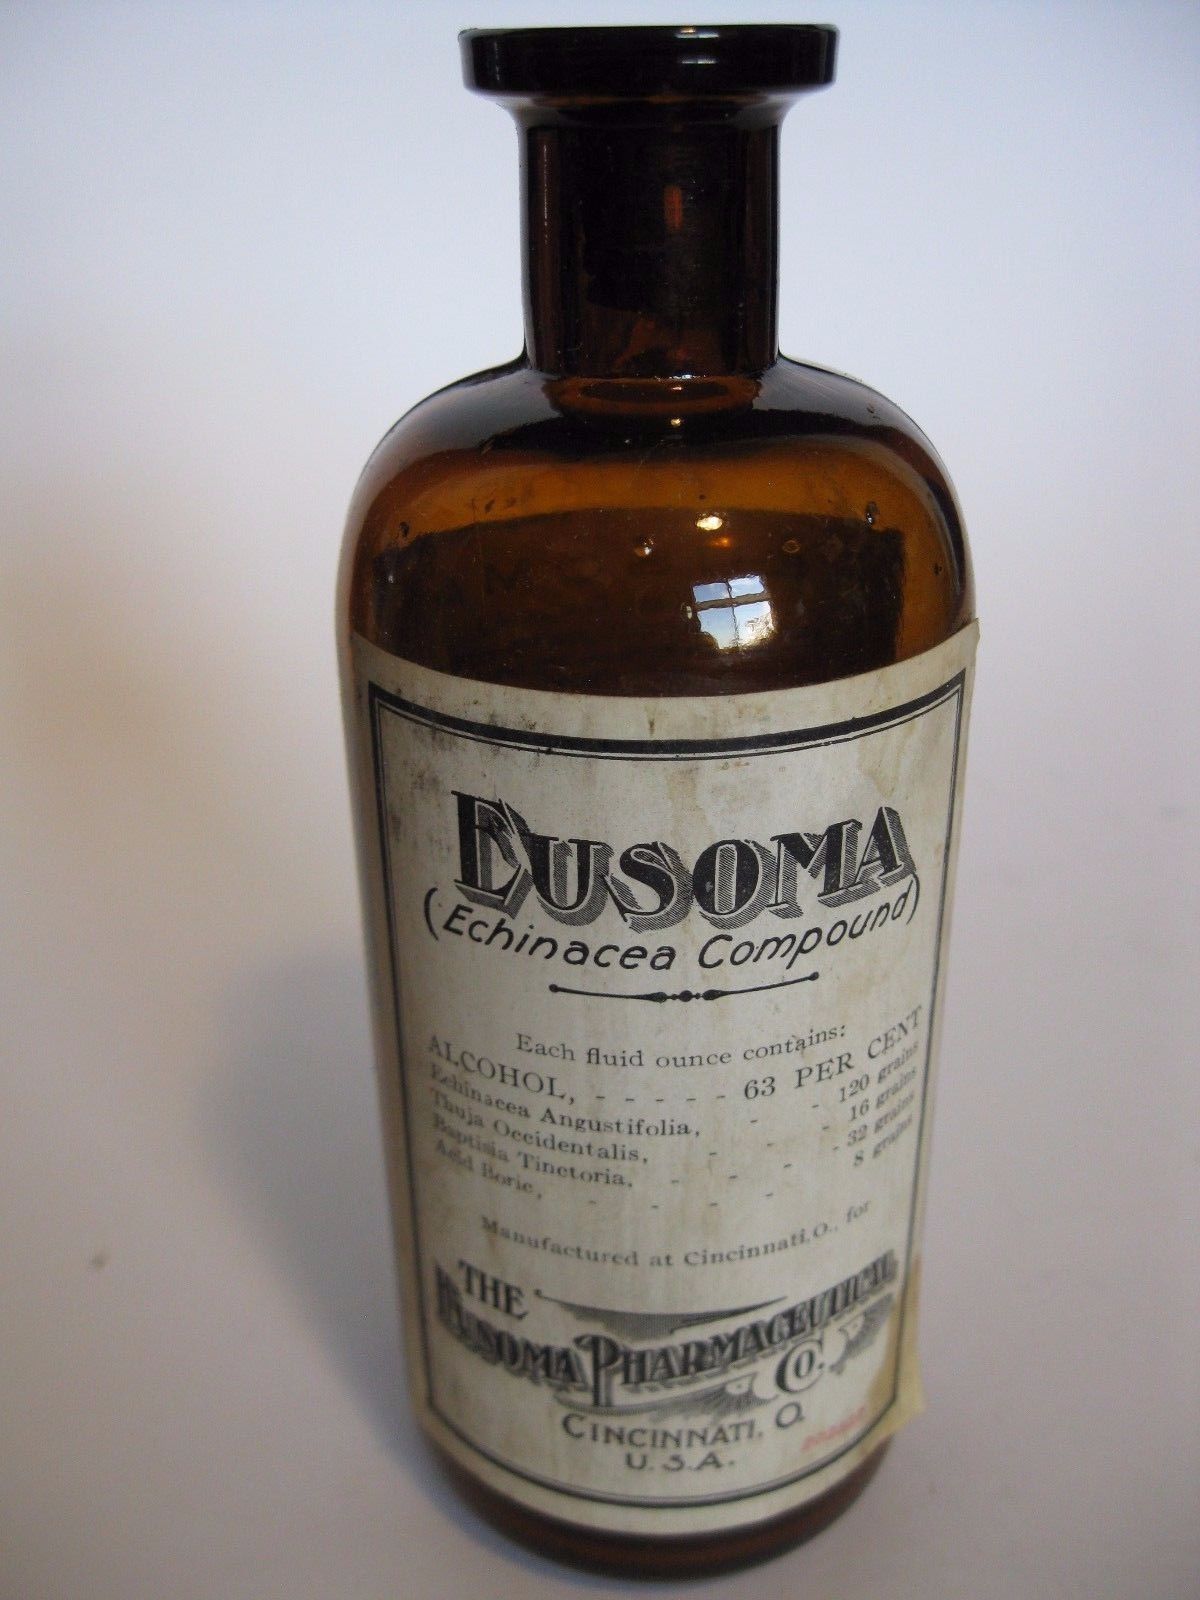 EUSOMA
(Echinacea Compound)
Each fluid ounce contains:
ALCOHOL, - - - - - 63 PER CENT
Echinacea Angustifolia, - - 120 grains
Thuja Occidentalis, - - - 16 grains
Baptisia Tinctoria, - - - - 32 grains
Acid Boric, - - - - 8 grains
Manufactured at Cincinnati, O., for
THE
EUSOMA PHARMACEUTICAL
CO.
CINCINNATI, O.
U.S.A.